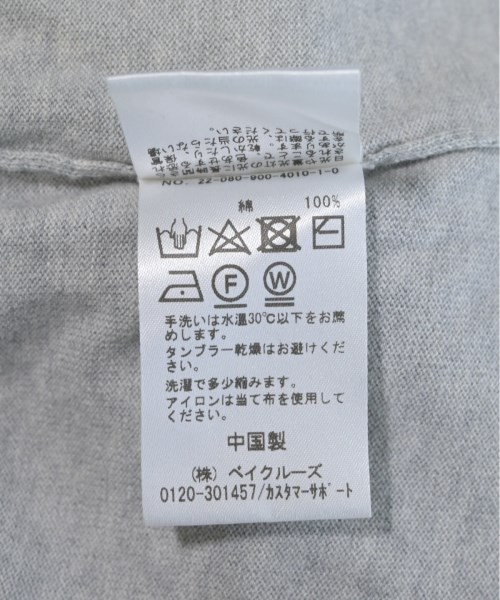 NO. 22-080-900-4010-1-0
綿 100%
F
W
手洗いは水温30℃以下をお薦
めします。
タンブラー乾燥はお避けくだ
さい。
洗濯で多少縮みます。
アイロンは当て布を使用して
ください。
中国製
(株) ベイクルーズ
0120-301457/ｶｽﾀﾏｰｻﾎﾟｰﾄ